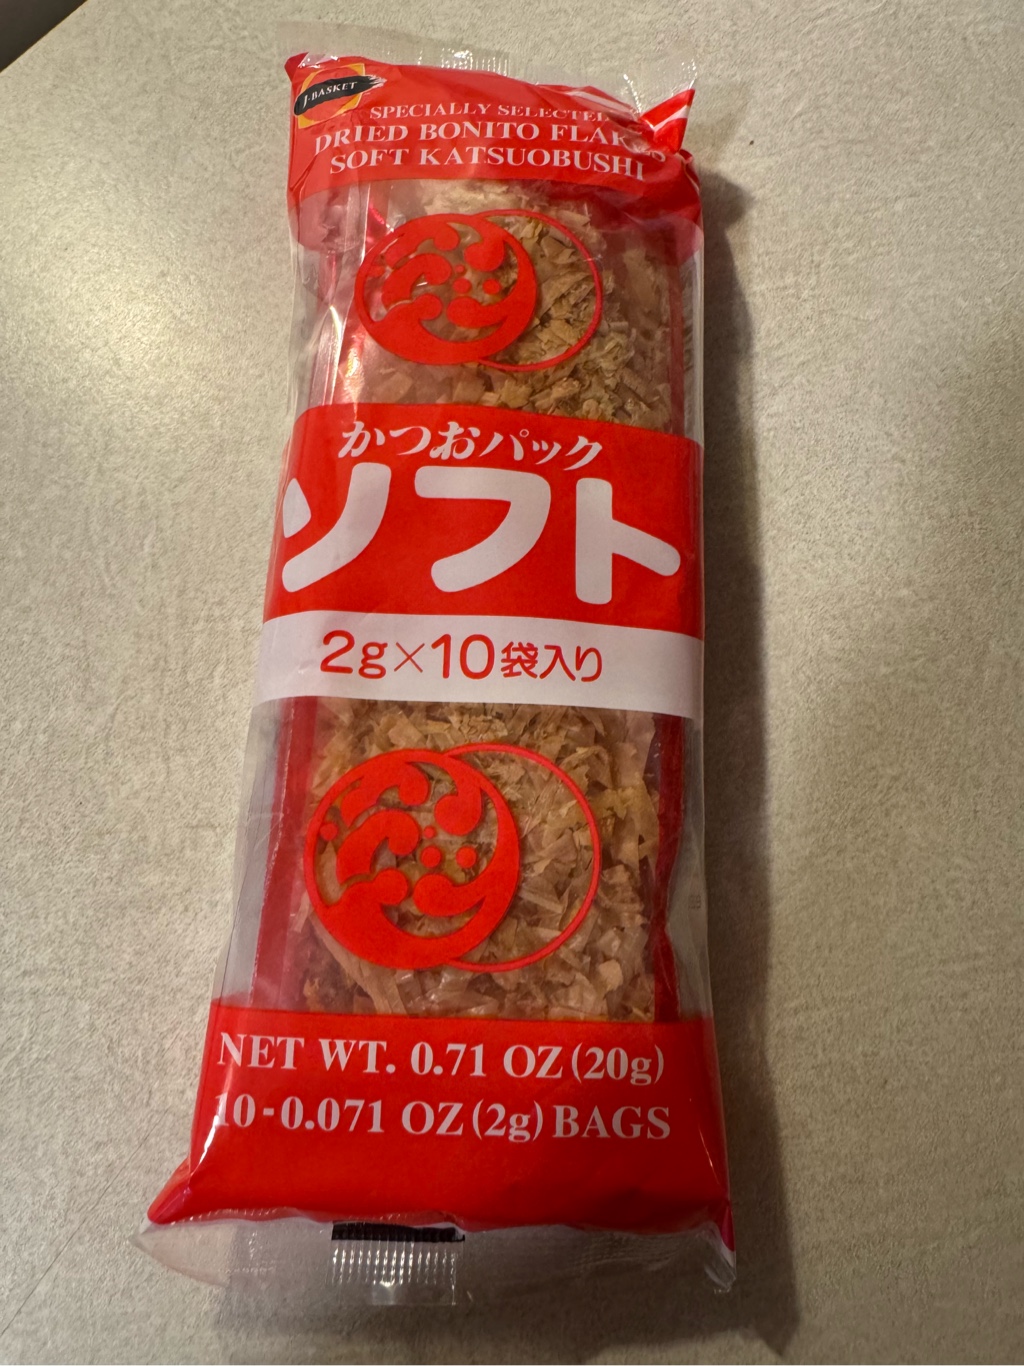 J.BASKET
SPECIALLY SELECTED
DRIED BONITO FLAKES
SOFT KATSUOBUSHI
かつおパック
ソフト
2g×10袋入り
NET WT. 0.71 OZ (20g)
10-0.071 OZ (2g) BAGS